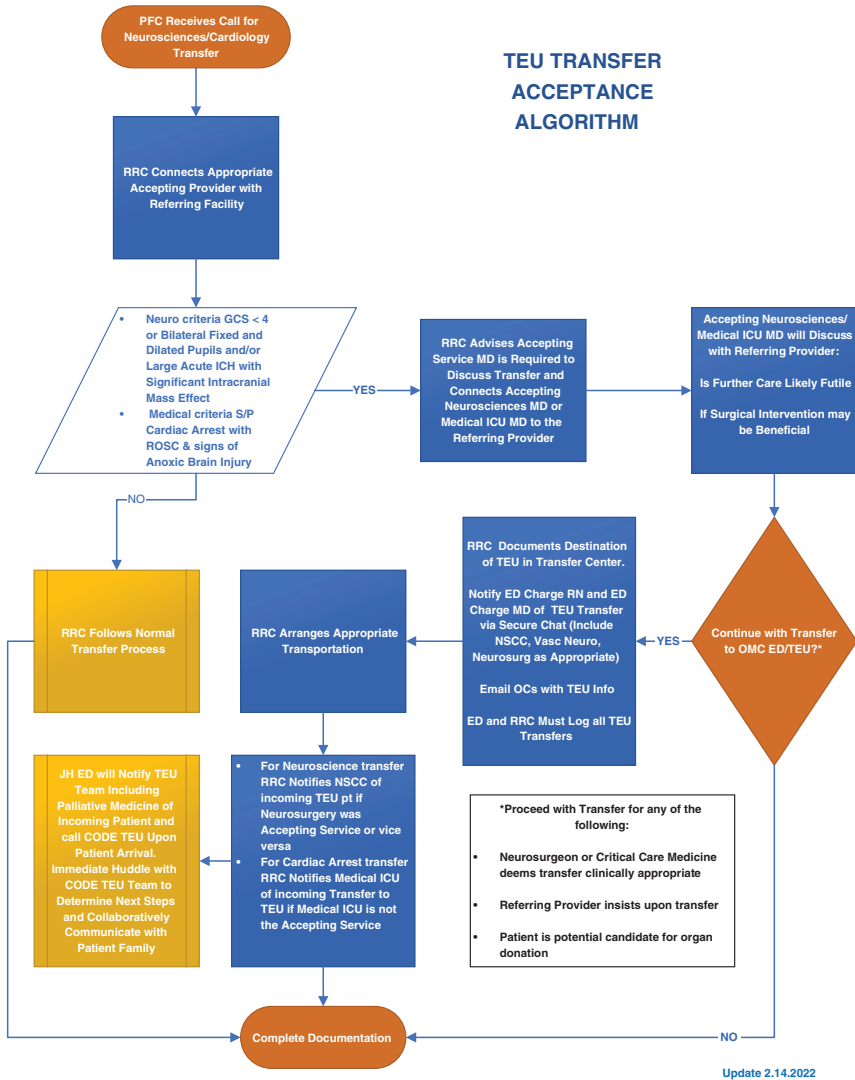 PFC Receives Call for
Neurosciences/Cardiology
Transfer
TEU TRANSFER
ACCEPTANCE
ALGORITHM
RRC Connects Appropriate
Accepting Provider with
Referring Facility
• Neuro criteria GCS < 4
or Bilateral Fixed and
Dilated Pupils and/or
Large Acute ICH with
Significant Intracranial
Mass Effect
• Medical criteria S/P
Cardiac Arrest with
ROSC & signs of
Anoxic Brain Injury
YES
RRC Advises Accepting
Service MD is Required to
Discuss Transfer and
Connects Accepting
Neurosciences MD or
Medical ICU MD to the
Referring Provider
Accepting Neurosciences/
Medical ICU MD will Discuss
with Referring Provider:
Is Further Care Likely Futile
If Surgical Intervention may
be Beneficial
NO
RRC Follows Normal
Transfer Process
RRC Arranges Appropriate
Transportation
RRC Documents Destination
of TEU in Transfer Center.
Notify ED Charge RN and ED
Charge MD of TEU Transfer
via Secure Chat (Include
NSCC, Vasc Neuro,
Neurosurg as Appropriate)
Email OCs with TEU Info
ED and RRC Must Log all TEU
Transfers
YES
Continue with Transfer
to OMC ED/TEU?*
JH ED will Notify TEU
Team Including
Palliative Medicine of
Incoming Patient and
call CODE TEU Upon
Patient Arrival.
Immediate Huddle with
CODE TEU Team to
Determine Next Steps
and Collaboratively
Communicate with
Patient Family
• For Neuroscience transfer
RRC Notifies NSCC of
incoming TEU pt if
Neurosurgery was
Accepting Service or vice
versa
• For Cardiac Arrest transfer
RRC Notifies Medical ICU
of incoming Transfer to
TEU if Medical ICU is not
the Accepting Service
*Proceed with Transfer for any of the
following:
• Neurosurgeon or Critical Care Medicine
deems transfer clinically appropriate
• Referring Provider insists upon transfer
• Patient is potential candidate for organ
donation
Complete Documentation
NO
Update 2.14.2022